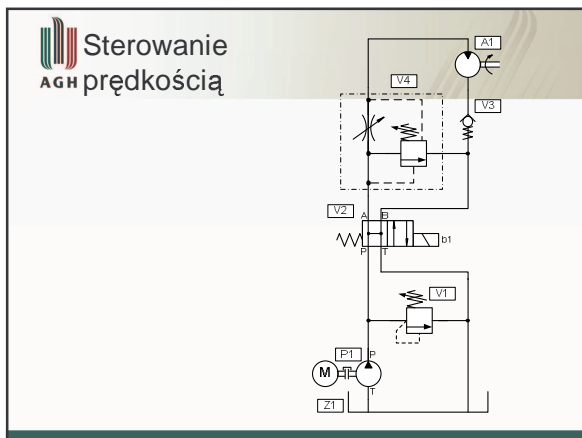 Sterowanie
AGH prędkością
A1
V4
V3
V2
A B
b1
P T
V1
P1
P
M
T
Z1